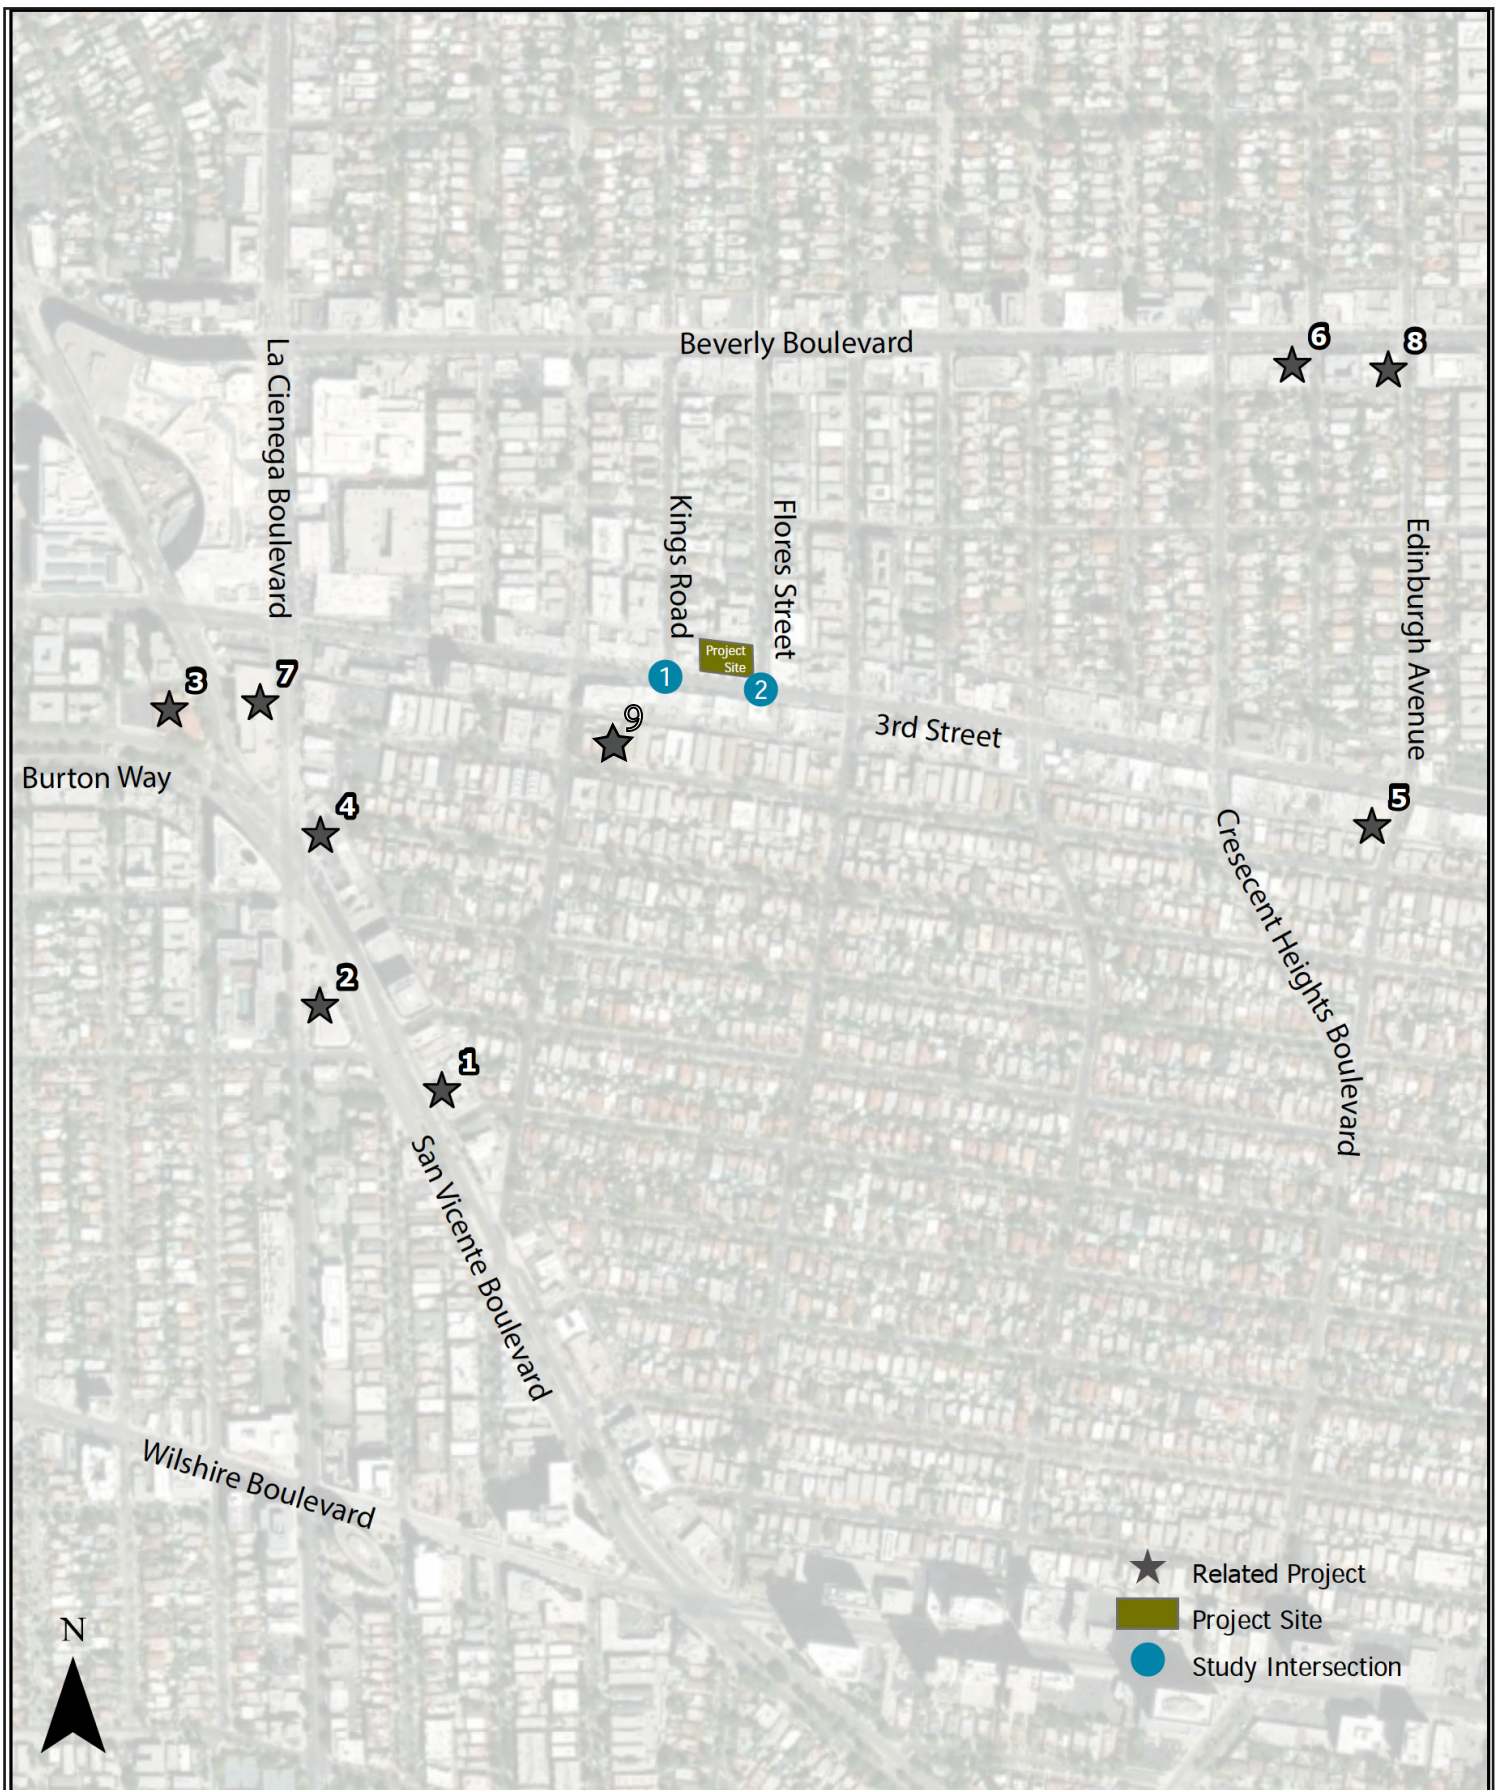 Beverly Boulevard
6
8
La Cienega Boulevard
Kings Road
Flores Street
Edinburgh Avenue
Project
Site
1
2
3
7
9
3rd Street
Burton Way
4
5
Cresecent Heights Boulevard
2
1
San Vicente Boulevard
Wilshire Boulevard
Related Project
Project Site
Study Intersection
N